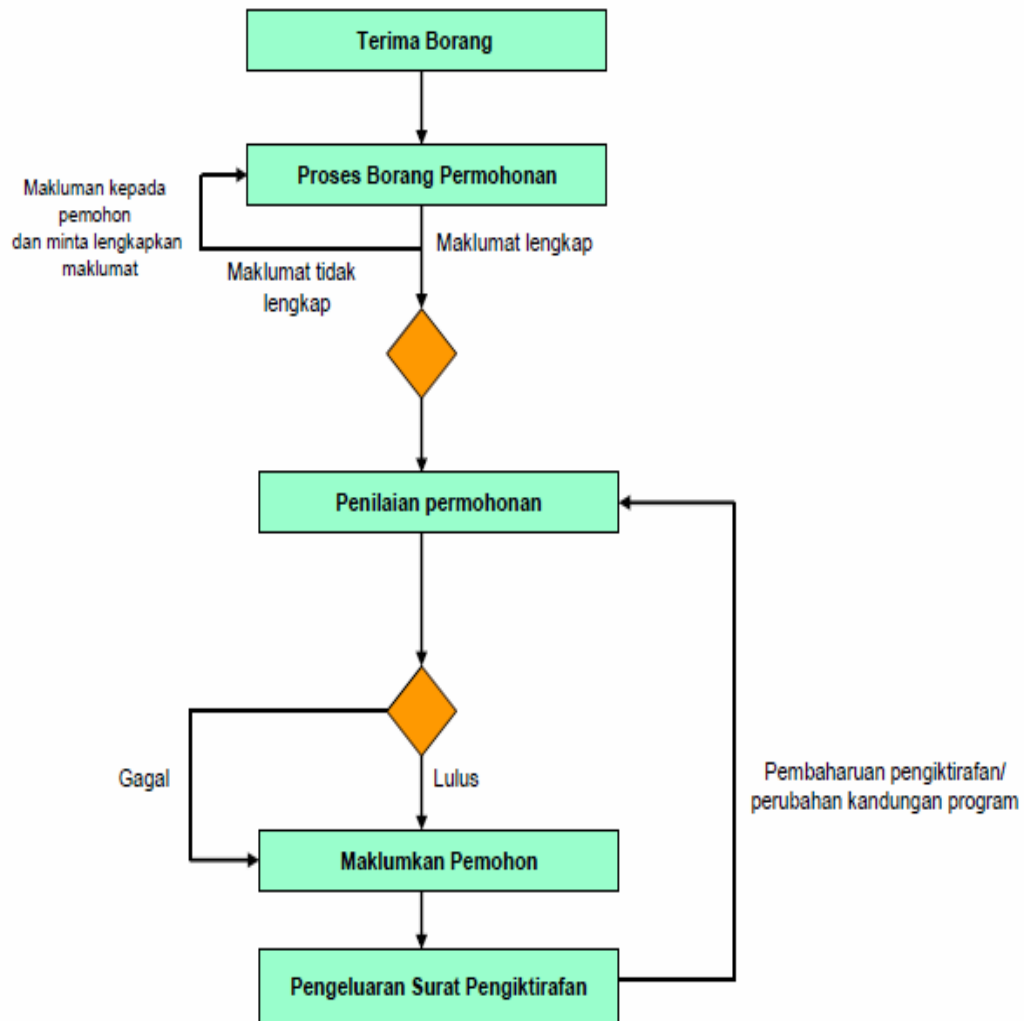 Terima Borang
Proses Borang Permohonan
Makluman kepada
pemohon
dan minta lengkapkan
maklumat
Maklumat lengkap
Maklumat tidak
lengkap
Penilaian permohonan
Gagal
Lulus
Pembaharuan pengiktirafan/
perubahan kandungan program
Maklumkan Pemohon
Pengeluaran Surat Pengiktirafan